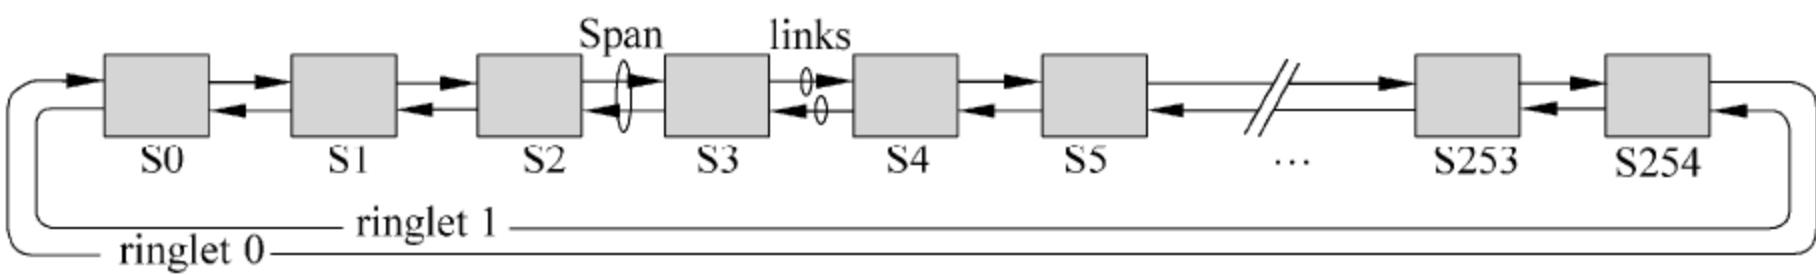 Span links
S0 S1 S2 S3 S4 S5 ... S253 S254
ringlet 1
ringlet 0